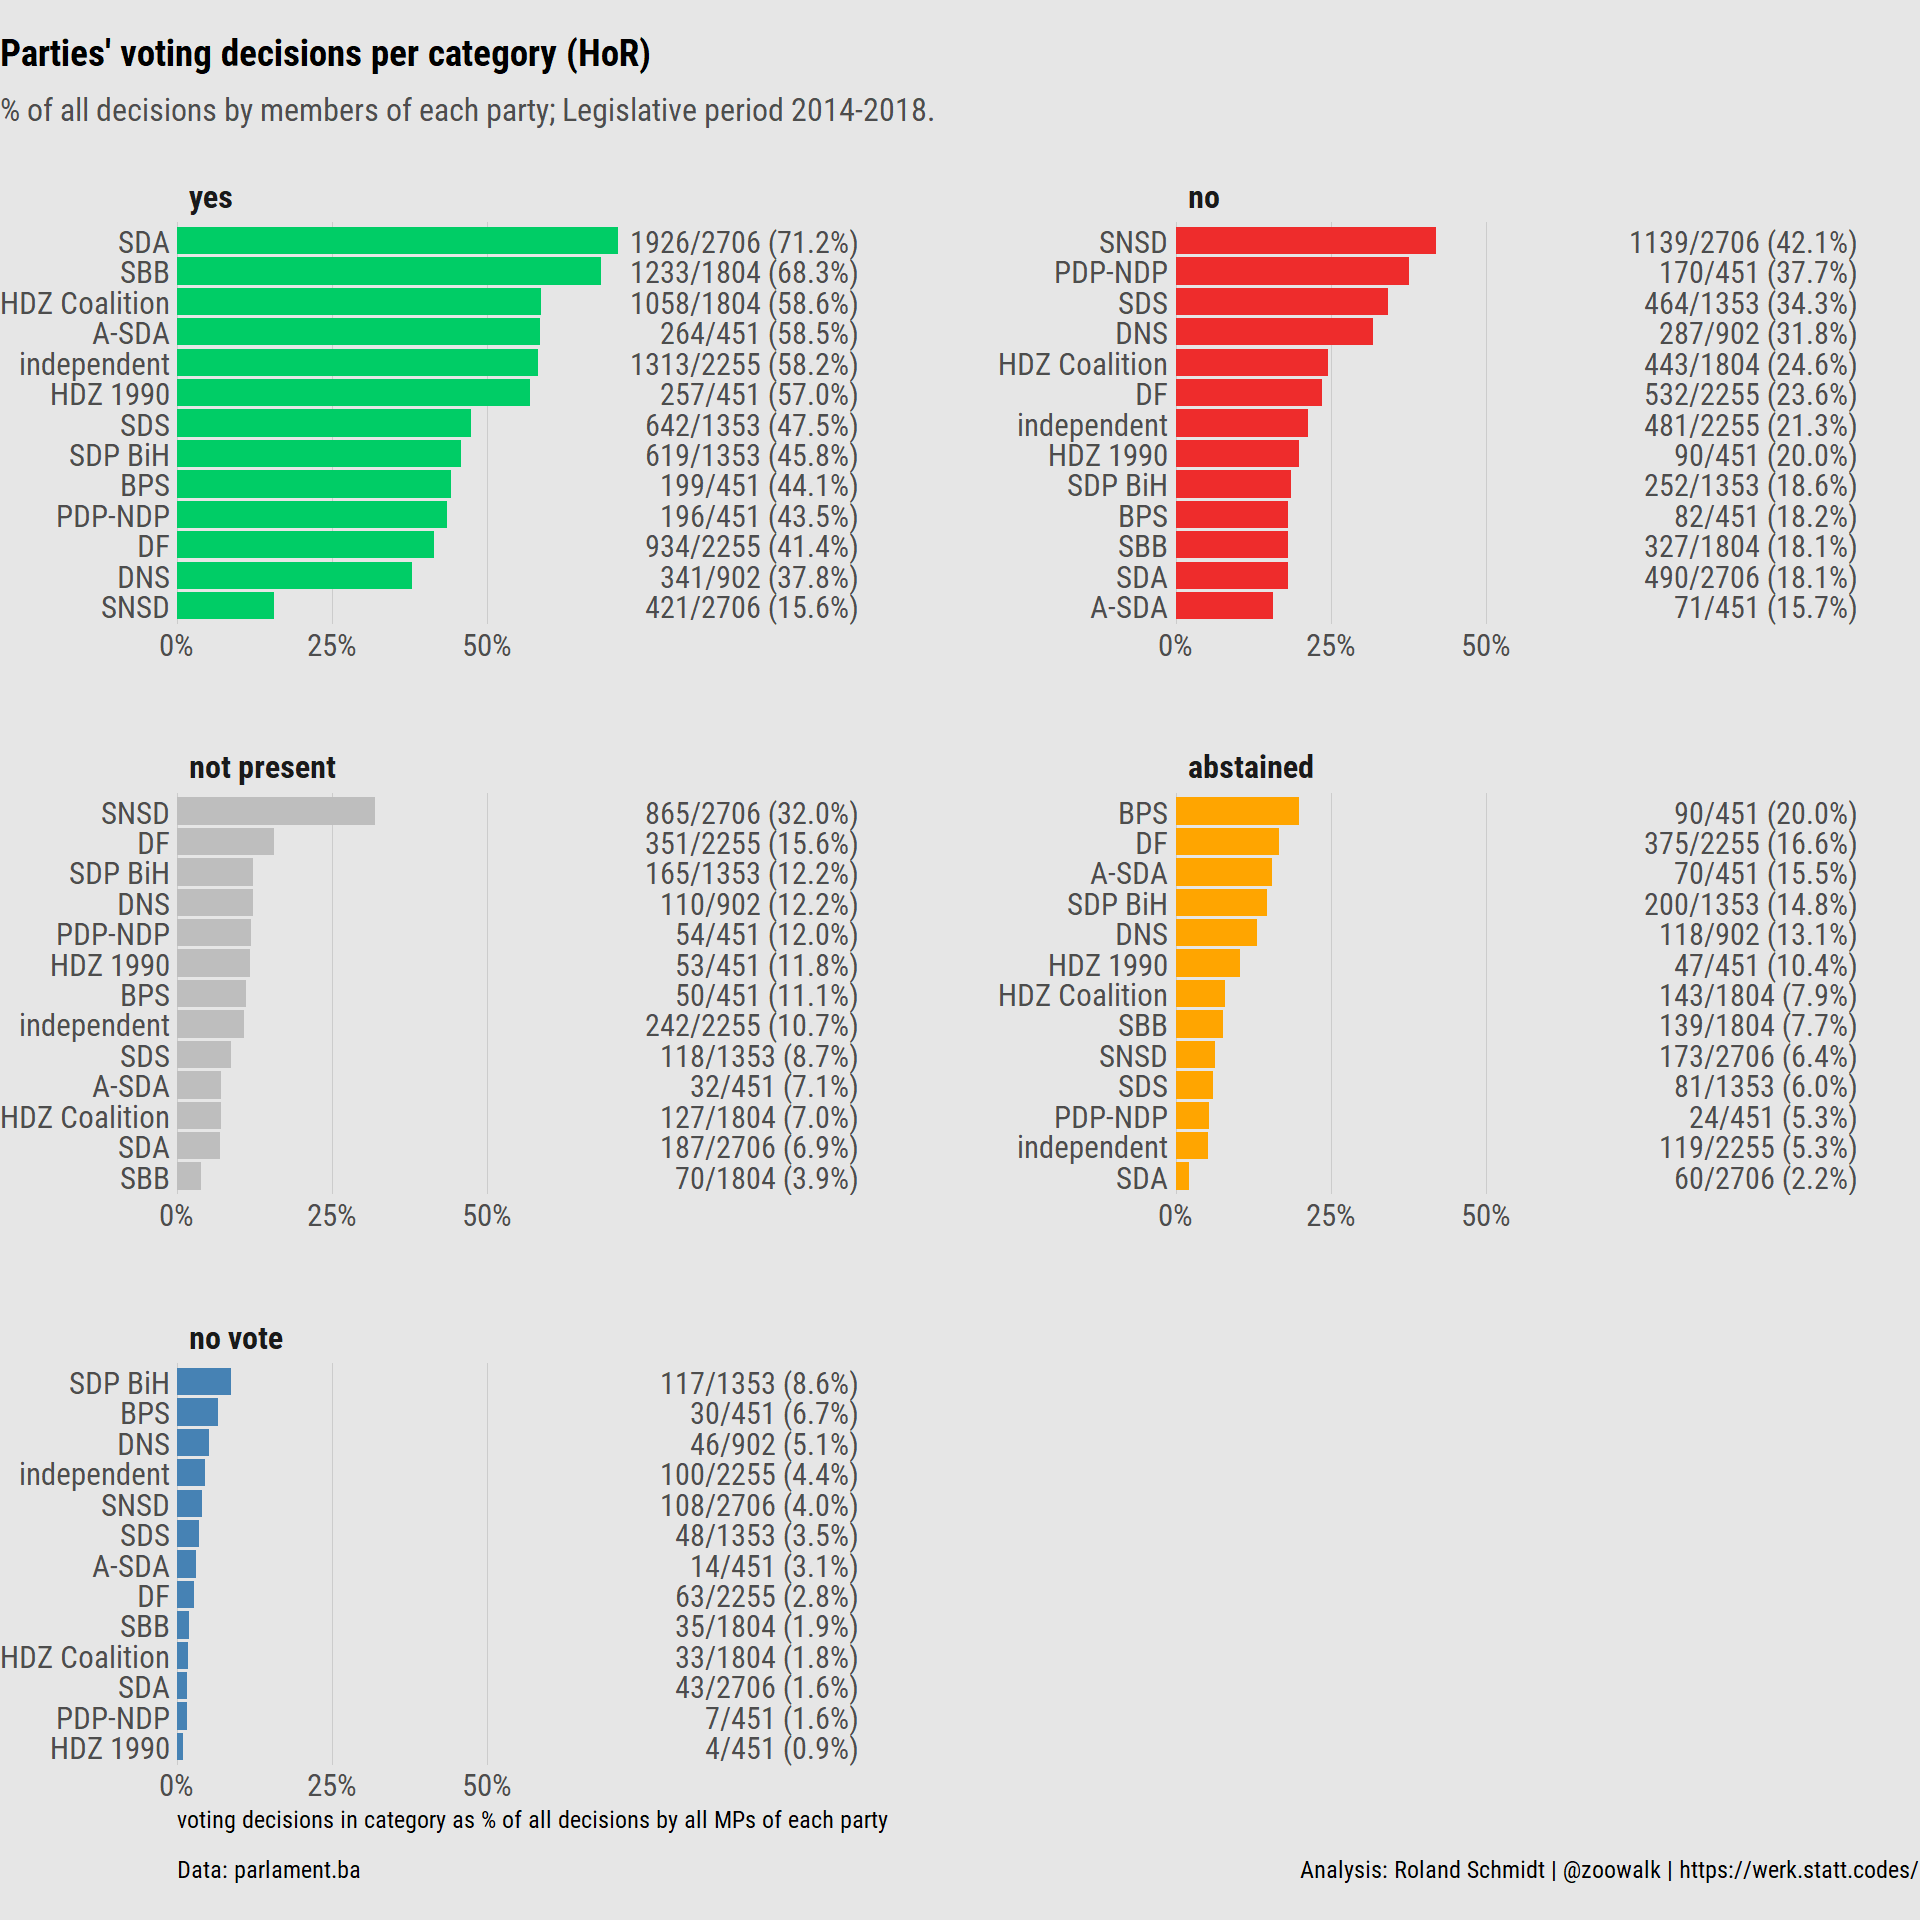 Parties' voting decisions per category (HoR)
% of all decisions by members of each party; Legislative period 2014-2018.
yes
SDA 1926/2706 (71.2%)
SBB 1233/1804 (68.3%)
HDZ Coalition 1058/1804 (58.6%)
A-SDA 264/451 (58.5%)
independent 1313/2255 (58.2%)
HDZ 1990 257/451 (57.0%)
SDS 642/1353 (47.5%)
SDP BiH 619/1353 (45.8%)
BPS 199/451 (44.1%)
PDP-NDP 196/451 (43.5%)
DF 934/2255 (41.4%)
DNS 341/902 (37.8%)
SNSD 421/2706 (15.6%)
0% 25% 50%
no
SNSD 1139/2706 (42.1%)
PDP-NDP 170/451 (37.7%)
SDS 464/1353 (34.3%)
DNS 287/902 (31.8%)
HDZ Coalition 443/1804 (24.6%)
DF 532/2255 (23.6%)
independent 481/2255 (21.3%)
HDZ 1990 90/451 (20.0%)
SDP BiH 252/1353 (18.6%)
BPS 82/451 (18.2%)
SBB 327/1804 (18.1%)
SDA 490/2706 (18.1%)
A-SDA 71/451 (15.7%)
0% 25% 50%
not present
SNSD 865/2706 (32.0%)
DF 351/2255 (15.6%)
SDP BiH 165/1353 (12.2%)
DNS 110/902 (12.2%)
PDP-NDP 54/451 (12.0%)
HDZ 1990 53/451 (11.8%)
BPS 50/451 (11.1%)
independent 242/2255 (10.7%)
SDS 118/1353 (8.7%)
A-SDA 32/451 (7.1%)
HDZ Coalition 127/1804 (7.0%)
SDA 187/2706 (6.9%)
SBB 70/1804 (3.9%)
0% 25% 50%
abstained
BPS 90/451 (20.0%)
DF 375/2255 (16.6%)
A-SDA 70/451 (15.5%)
SDP BiH 200/1353 (14.8%)
DNS 118/902 (13.1%)
HDZ 1990 47/451 (10.4%)
HDZ Coalition 143/1804 (7.9%)
SBB 139/1804 (7.7%)
SNSD 173/2706 (6.4%)
SDS 81/1353 (6.0%)
PDP-NDP 24/451 (5.3%)
independent 119/2255 (5.3%)
SDA 60/2706 (2.2%)
0% 25% 50%
no vote
SDP BiH 117/1353 (8.6%)
BPS 30/451 (6.7%)
DNS 46/902 (5.1%)
independent 100/2255 (4.4%)
SNSD 108/2706 (4.0%)
SDS 48/1353 (3.5%)
A-SDA 14/451 (3.1%)
DF 63/2255 (2.8%)
SBB 35/1804 (1.9%)
HDZ Coalition 33/1804 (1.8%)
SDA 43/2706 (1.6%)
PDP-NDP 7/451 (1.6%)
HDZ 1990 4/451 (0.9%)
0% 25% 50%
voting decisions in category as % of all decisions by all MPs of each party
Data: parlament.ba
Analysis: Roland Schmidt | @zoowalk | https://werk.statt.codes/